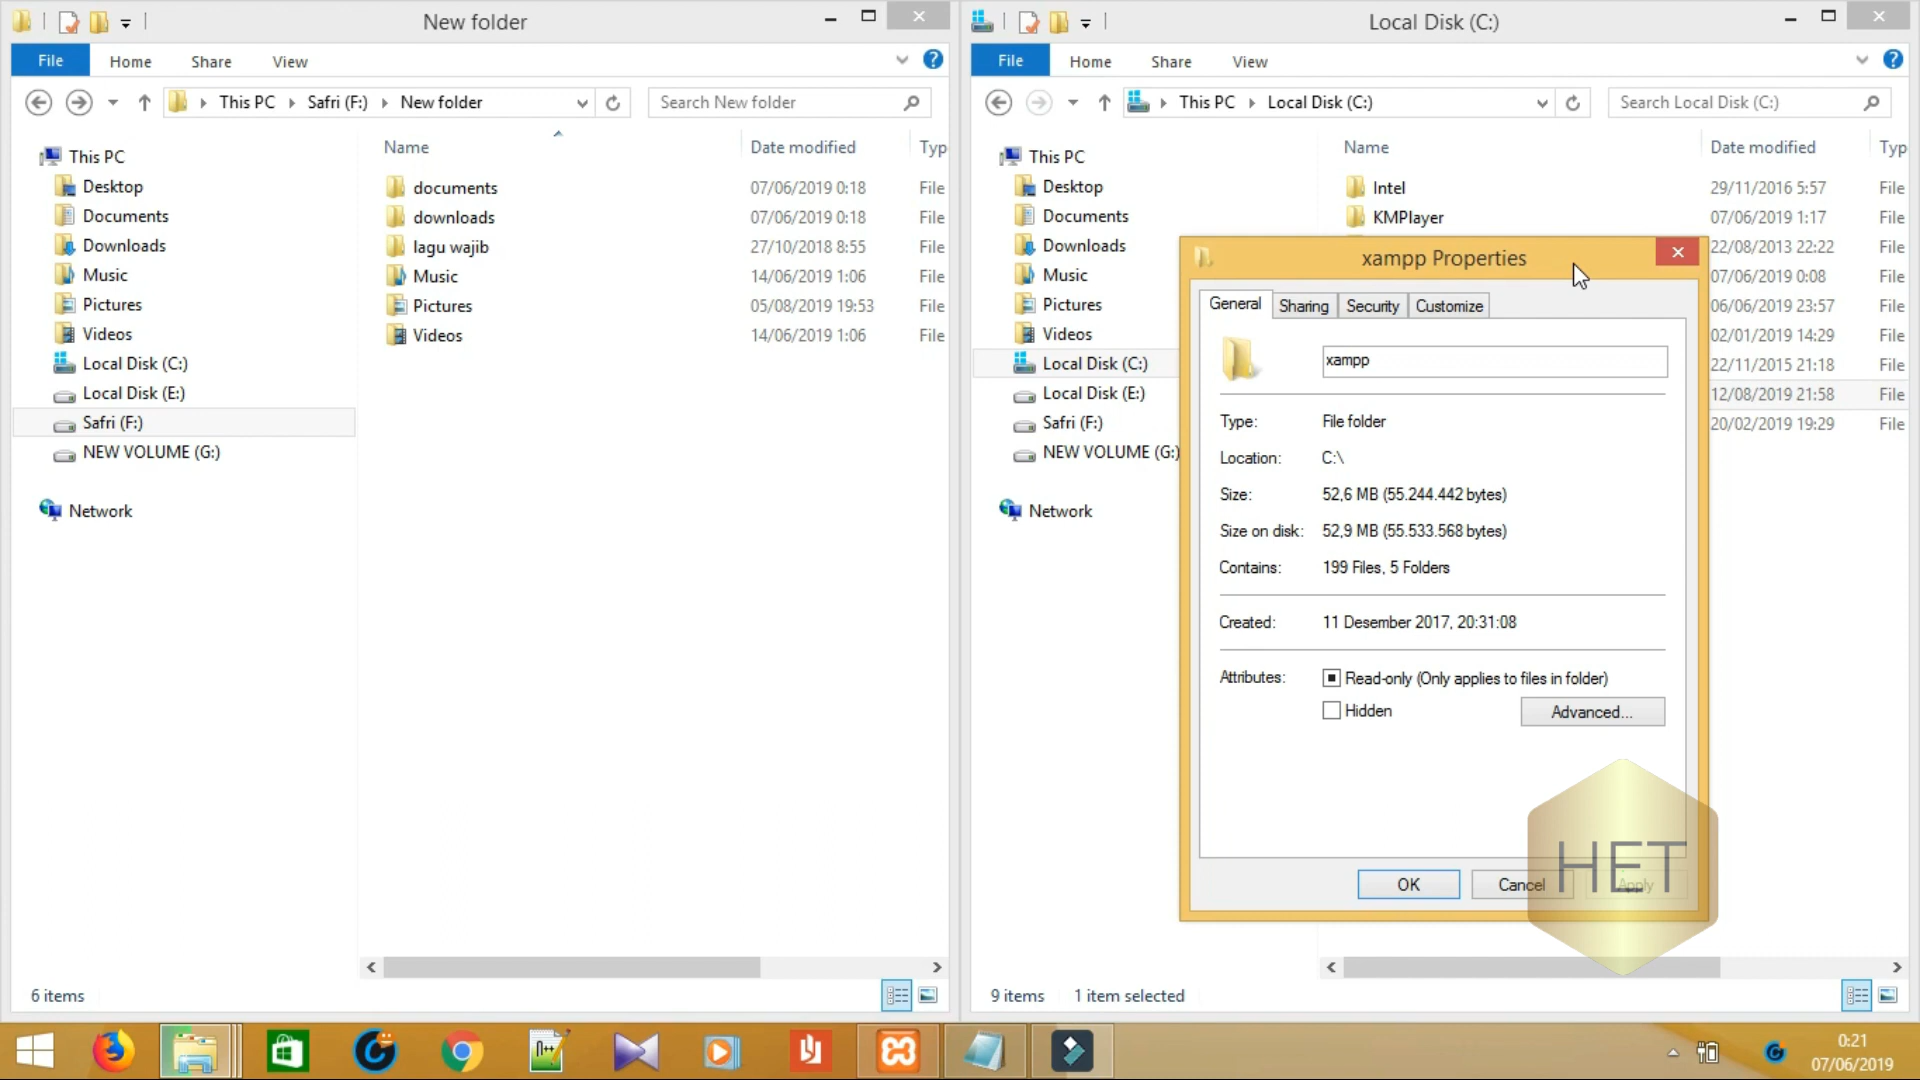 New folder
File
Home
Share
View
This PC
Safri (F:)
New folder
Search New folder
This PC
Desktop
Documents
Downloads
Music
Pictures
Videos
Local Disk (C:)
Local Disk (E:)
Safri (F:)
NEW VOLUME (G:)
Network
Name
Date modified
Typ
documents
07/06/2019 0:18
File
downloads
07/06/2019 0:18
File
lagu wajib
27/10/2018 8:55
File
Music
14/06/2019 1:06
File
Pictures
05/08/2019 19:53
File
Videos
14/06/2019 1:06
File
6 items
Local Disk (C:)
File
Home
Share
View
This PC
Local Disk (C:)
Search Local Disk (C:)
This PC
Desktop
Documents
Downloads
Music
Pictures
Videos
Local Disk (C:)
Local Disk (E:)
Safri (F:)
NEW VOLUME (G:)
Network
Name
Date modified
Typ
Intel
29/11/2016 5:57
File
KMPlayer
07/06/2019 1:17
File
22/08/2013 22:22
File
07/06/2019 0:08
File
06/06/2019 23:57
File
02/01/2019 14:29
File
22/11/2015 21:18
File
12/08/2019 21:58
File
20/02/2019 19:29
File
xampp Properties
General
Sharing
Security
Customize
xampp
Type:
File folder
Location:
C:\
Size:
52,6 MB (55.244.442 bytes)
Size on disk:
52,9 MB (55.533.568 bytes)
Contains:
199 Files, 5 Folders
Created:
11 Desember 2017, 20:31:08
Attributes:
Read-only (Only applies to files in folder)
Hidden
Advanced...
OK
Cancel
Apply
HET
9 items
1 item selected
0:21
07/06/2019